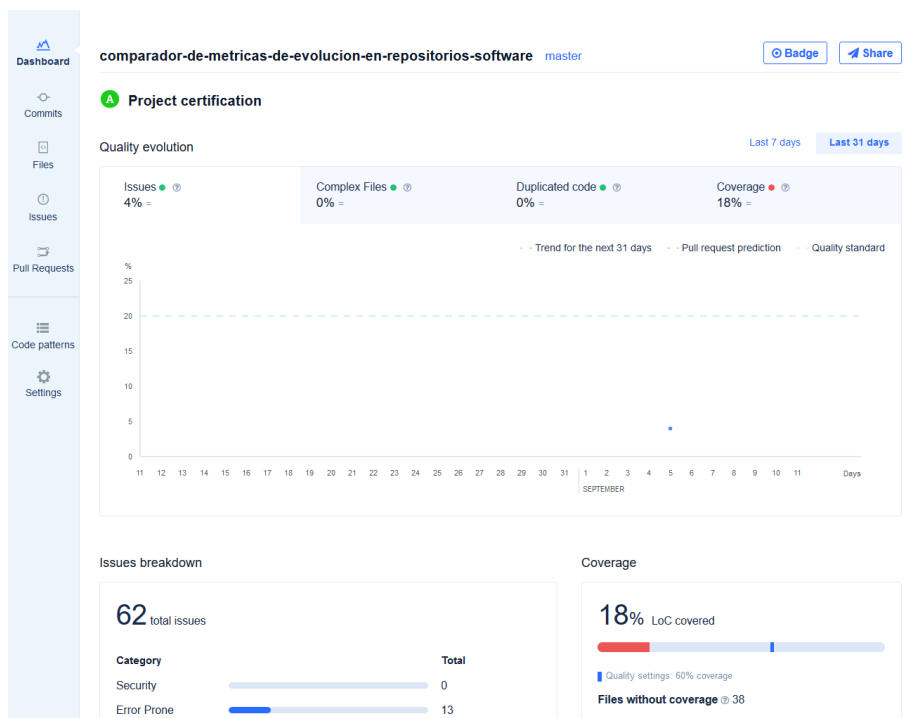 Dashboard
Commits
Files
Issues
Pull Requests
Code patterns
Settings
comparador-de-metricas-de-evolucion-en-repositorios-software master
Badge Share
A Project certification
Quality evolution
Last 7 days Last 31 days
Issues ? Complex Files ? Duplicated code ? Coverage ?
4% = 0% = 0% = 18% =
- - Trend for the next 31 days - - Pull request prediction - - Quality standard
%
25
20
15
10
5
0
11 12 13 14 15 16 17 18 19 20 21 22 23 24 25 26 27 28 29 30 31 1 2 3 4 5 6 7 8 9 10 11 Days
SEPTEMBER
Issues breakdown
62 total issues
Category Total
Security 0
Error Prone 13
Coverage
18% LoC covered
Quality settings: 60% coverage
Files without coverage ? 38